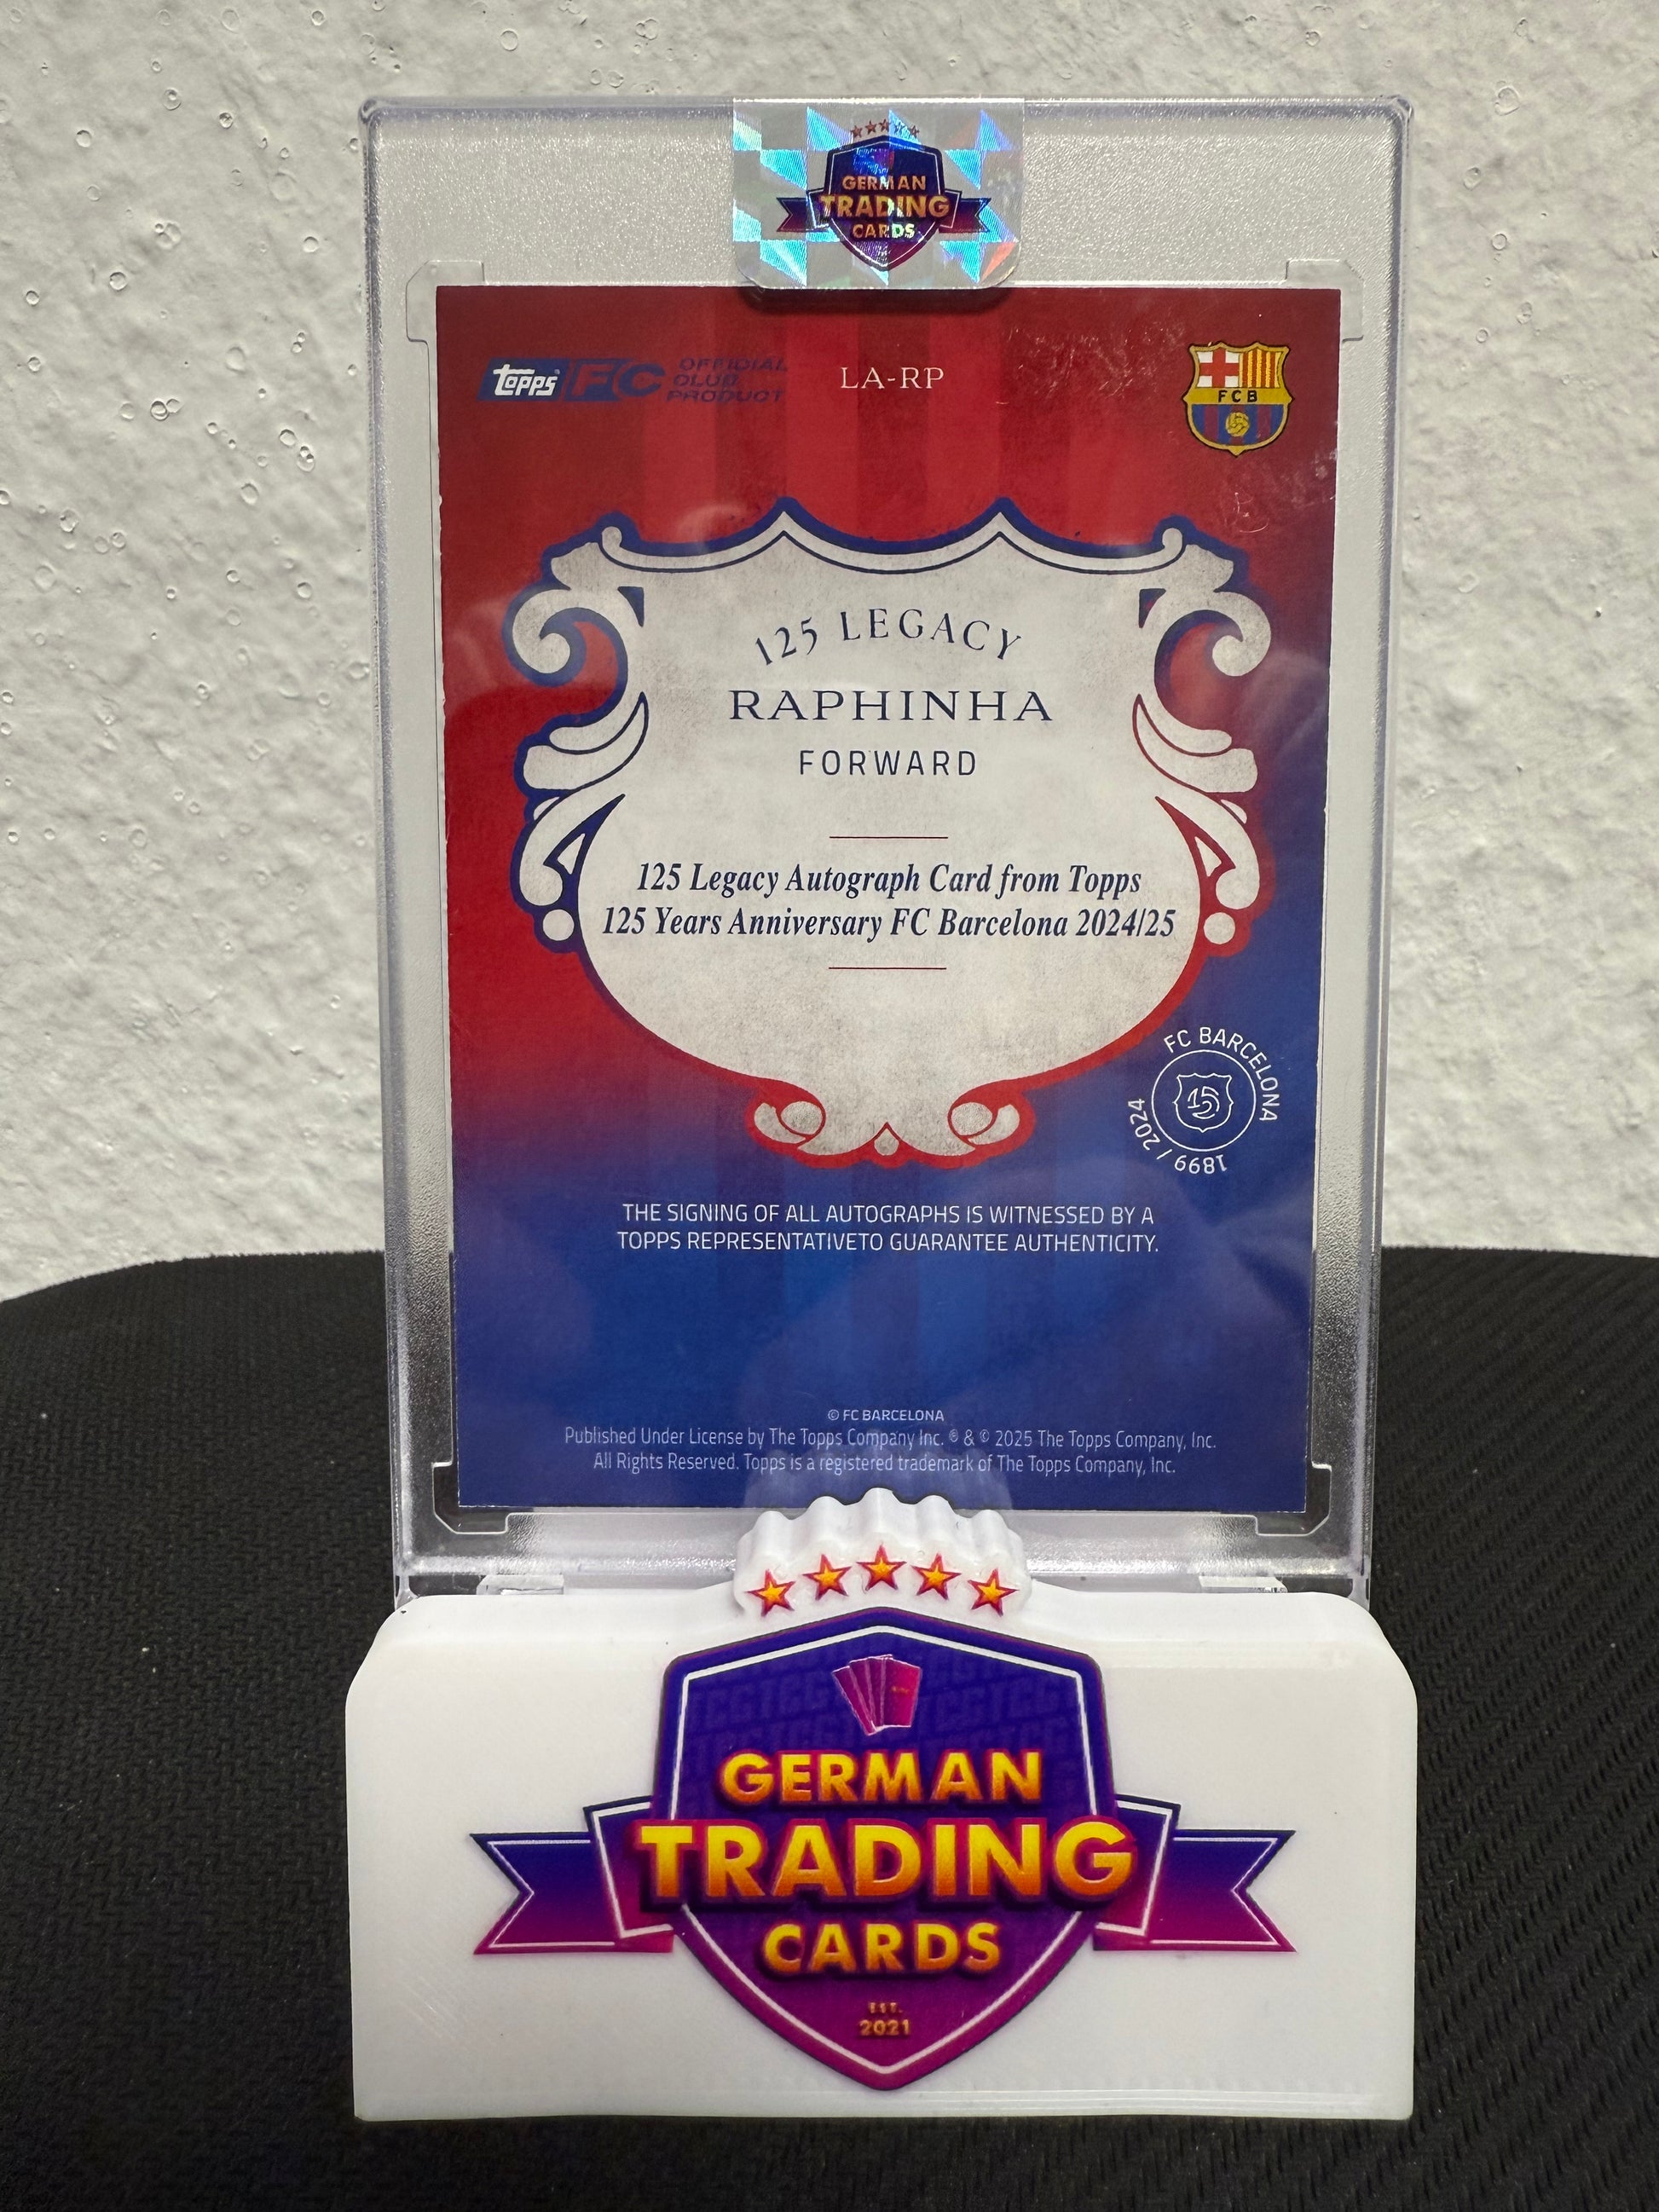 GERMAN
TRADING
CARDS
topps FC OFFICIAL CLUB PRODUCT
LA-RP
FCB
125 LEGACY
RAPHINHA
FORWARD
125 Legacy Autograph Card from Topps
125 Years Anniversary FC Barcelona 2024/25
FC BARCELONA
125
1899 / 2024
THE SIGNING OF ALL AUTOGRAPHS IS WITNESSED BY A
TOPPS REPRESENTATIVETO GUARANTEE AUTHENTICITY.
© FC BARCELONA
Published Under License by The Topps Company Inc. ® & © 2025 The Topps Company, Inc.
All Rights Reserved. Topps is a registered trademark of The Topps Company, Inc.
GERMAN
TRADING
CARDS
EST.
2021